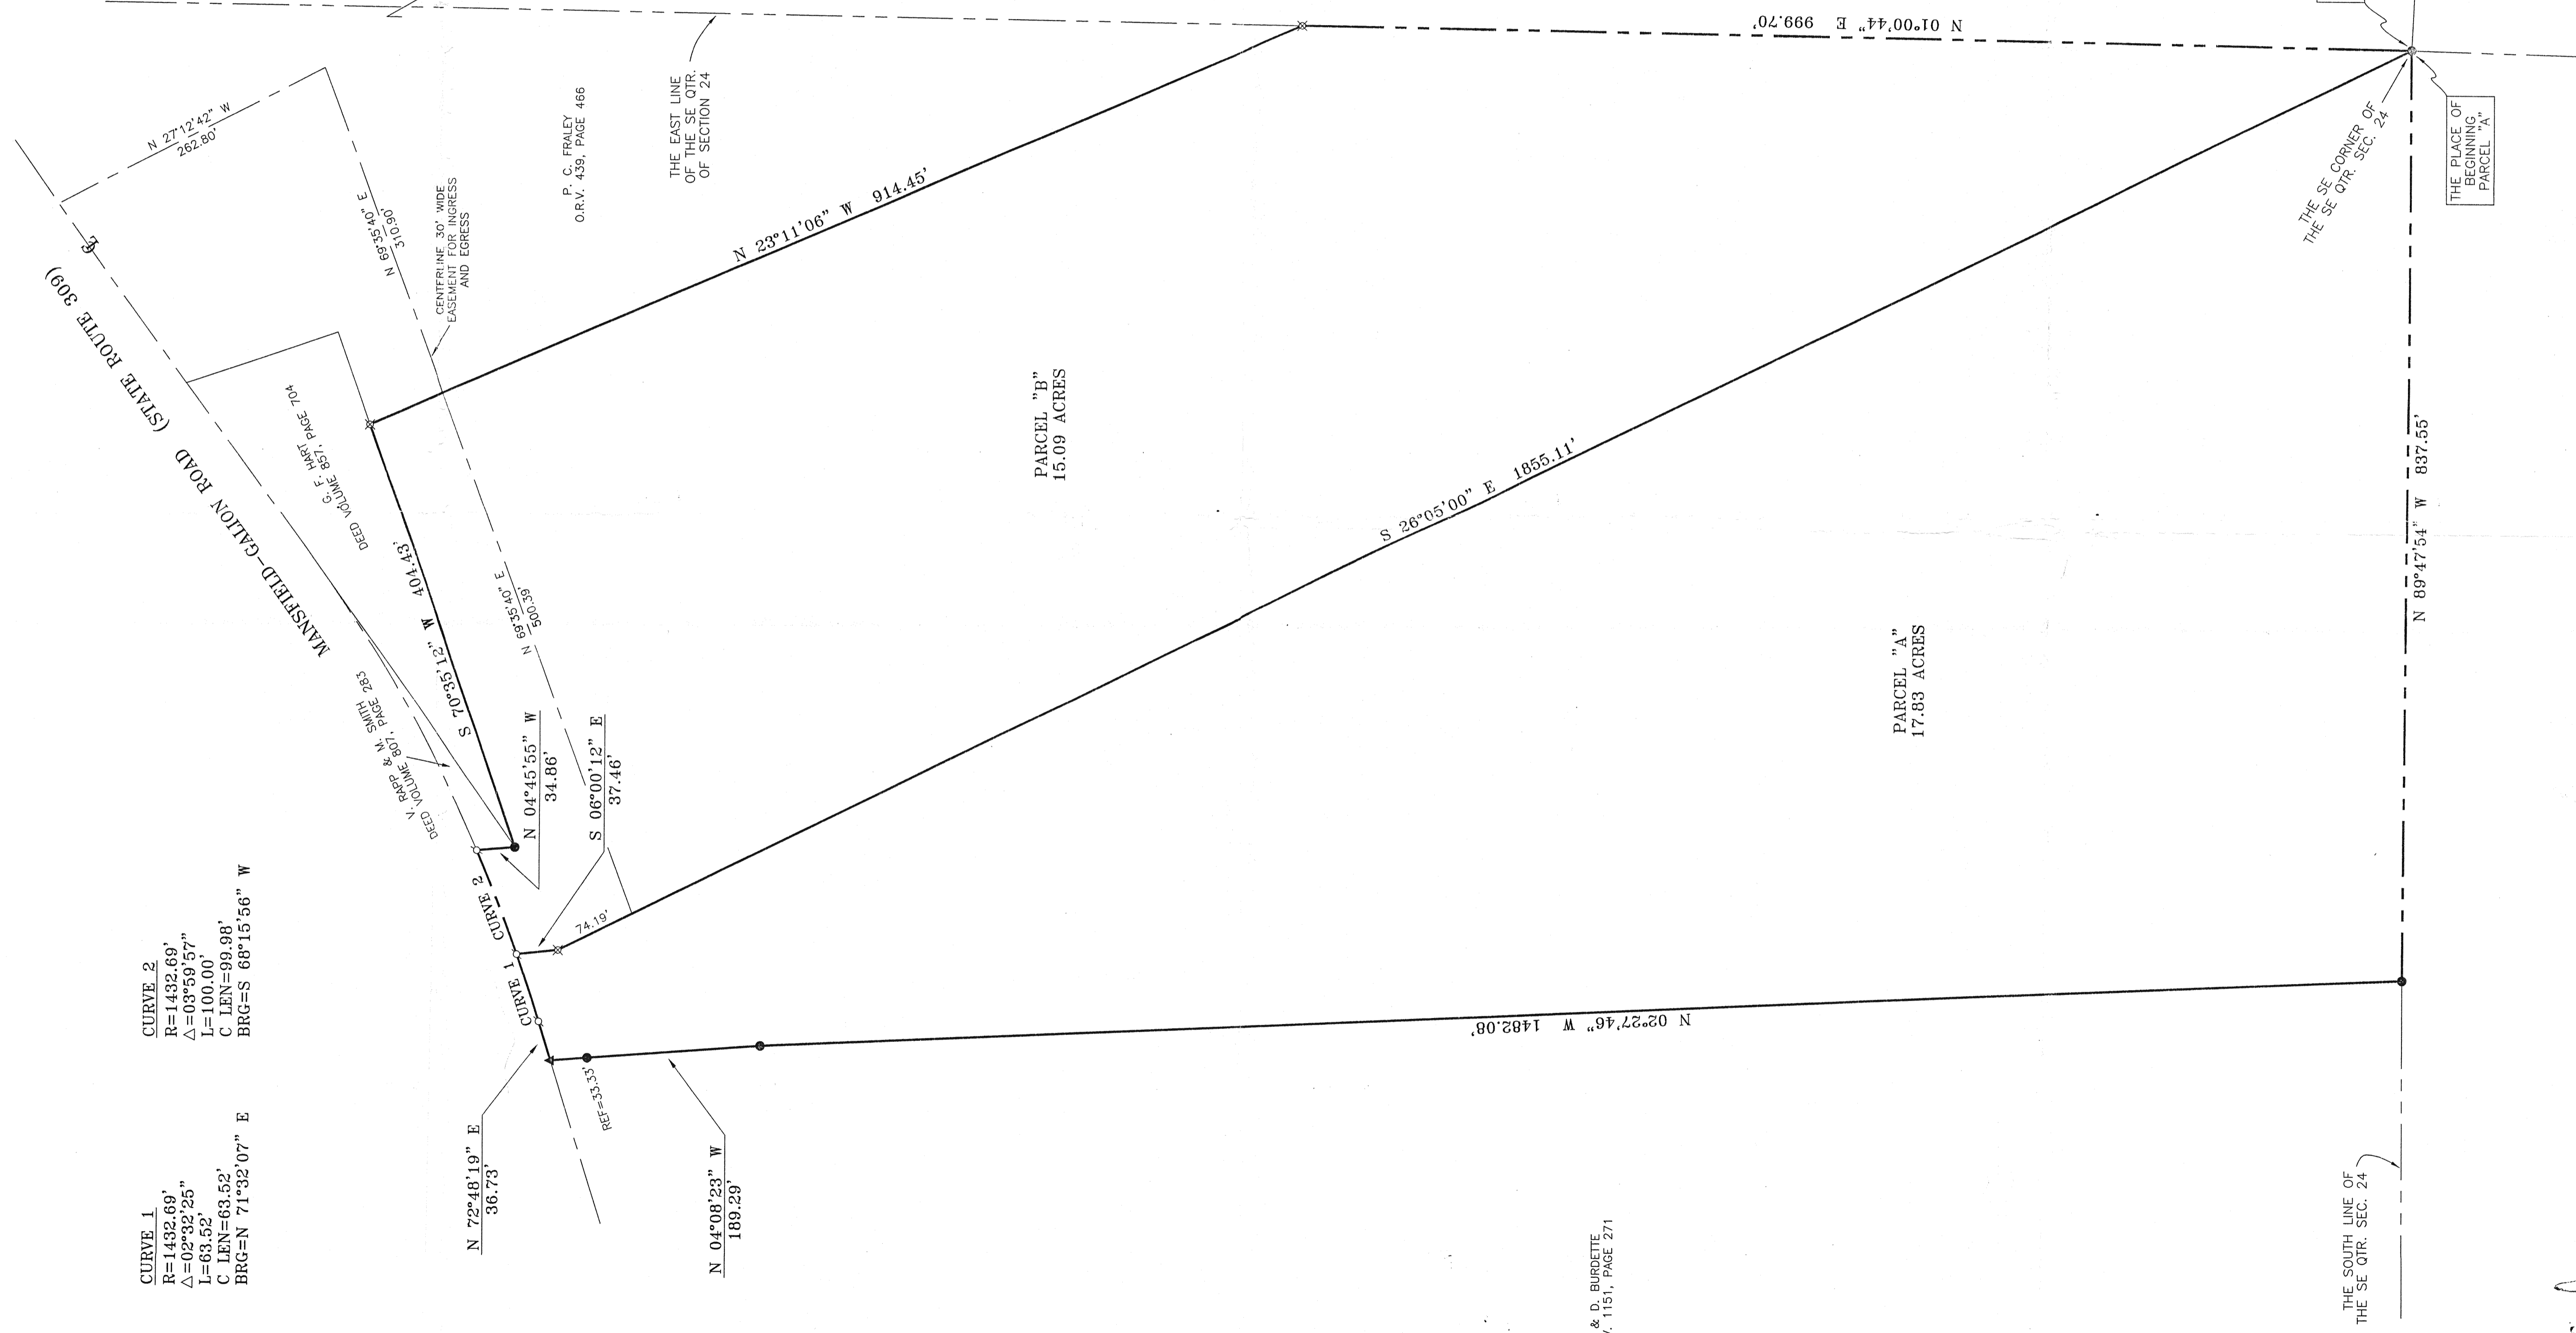 CURVE 1
R=1432.69'
△=02°32'25"
L=63.52'
C LEN=63.52'
BRG=N 71°32'07" E
CURVE 2
R=1432.69'
△=03°59'57"
L=100.00'
C LEN=99.98'
BRG=S 68°15'56" W
MANSFIELD-GALION ROAD (STATE ROUTE 309)
℄
N 27°12'42" W
262.80'
N 69°35'40" E
310.90'
CENTERLINE 30' WIDE
EASEMENT FOR INGRESS
AND EGRESS
P. C. FRALEY
O.R.V. 439, PAGE 466
THE EAST LINE
OF THE SE QTR.
OF SECTION 24
N 01°00'44" E 999.70'
G. F. HART
DEED VOLUME 857, PAGE 704
V. RAPP & M. SMITH
DEED VOLUME 807, PAGE 283
S 70°35'12" W 404.43'
N 69°35'40" E
500.39'
N 23°11'06" W 914.45'
N 04°45'55" W
34.86'
S 06°00'12" E
37.46'
CURVE 2
CURVE 1
74.19'
N 72°48'19" E
36.73'
REF=33.33'
N 04°08'23" W
189.29'
PARCEL "B"
15.09 ACRES
S 26°05'00" E 1855.11'
PARCEL "A"
17.83 ACRES
N 02°27'46" W 1482.08'
& D. BURDETTE
1151, PAGE 271
THE SE CORNER OF
THE SE QTR. SEC. 24
THE PLACE OF
BEGINNING
PARCEL "A"
N 89°47'54" W 837.55'
THE SOUTH LINE OF
THE SE QTR. SEC. 24